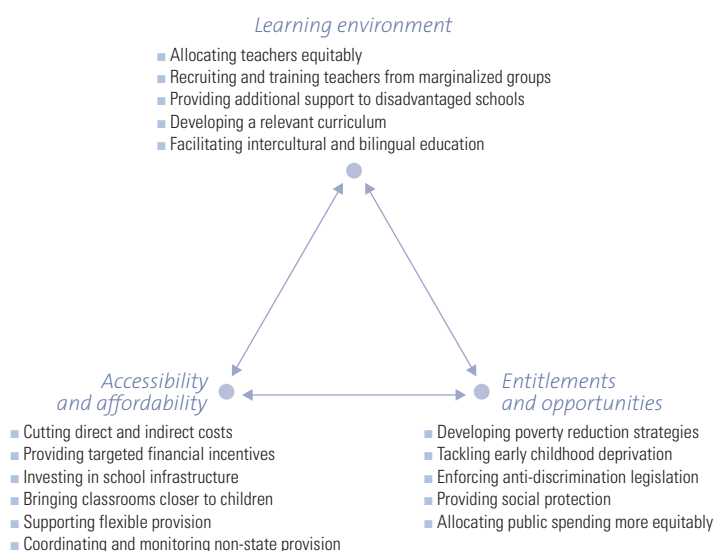 Learning environment
■ Allocating teachers equitably
■ Recruiting and training teachers from marginalized groups
■ Providing additional support to disadvantaged schools
■ Developing a relevant curriculum
■ Facilitating intercultural and bilingual education
Accessibility
and affordability
■ Cutting direct and indirect costs
■ Providing targeted financial incentives
■ Investing in school infrastructure
■ Bringing classrooms closer to children
■ Supporting flexible provision
■ Coordinating and monitoring non-state provision
Entitlements
and opportunities
■ Developing poverty reduction strategies
■ Tackling early childhood deprivation
■ Enforcing anti-discrimination legislation
■ Providing social protection
■ Allocating public spending more equitably